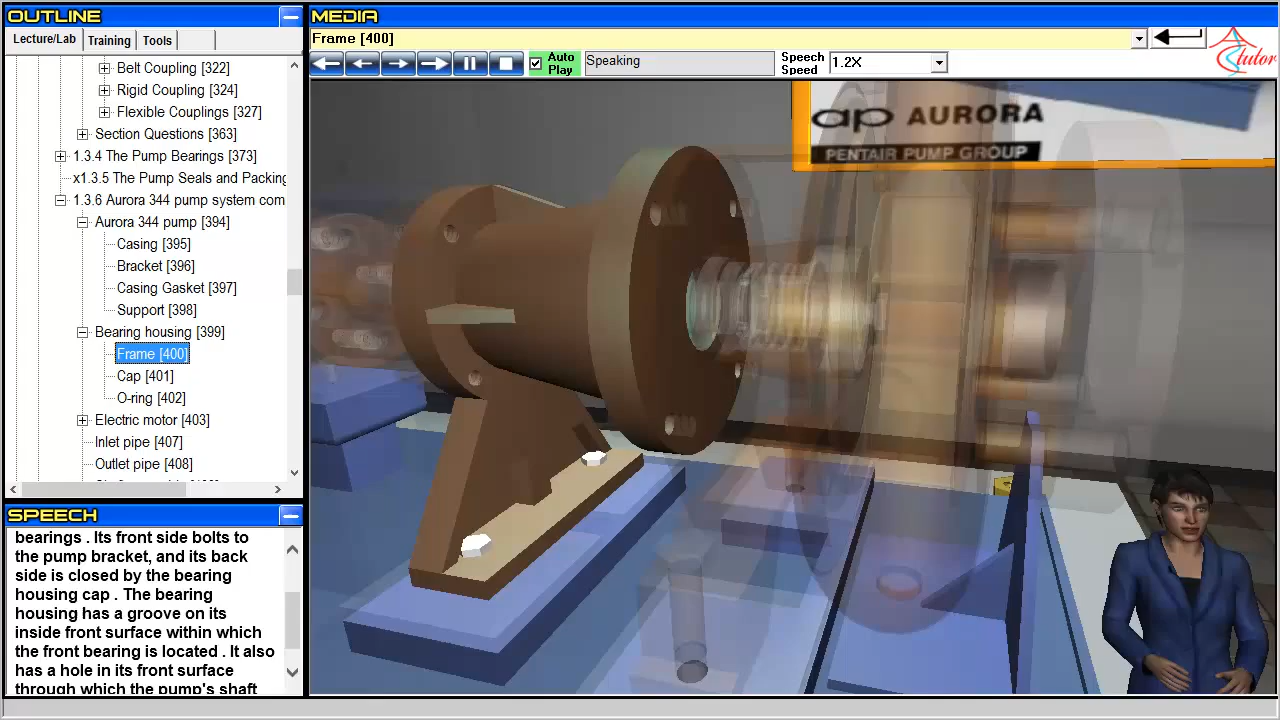 OUTLINE
Lecture/Lab Training Tools
Belt Coupling [322]
Rigid Coupling [324]
Flexible Couplings [327]
Section Questions [363]
1.3.4 The Pump Bearings [373]
x1.3.5 The Pump Seals and Packing
1.3.6 Aurora 344 pump system com
Aurora 344 pump [394]
Casing [395]
Bracket [396]
Casing Gasket [397]
Support [398]
Bearing housing [399]
Frame [400]
Cap [401]
O-ring [402]
Electric motor [403]
Inlet pipe [407]
Outlet pipe [408]
SPEECH
bearings . Its front side bolts to
the pump bracket, and its back
side is closed by the bearing
housing cap . The bearing
housing has a groove on its
inside front surface within which
the front bearing is located . It also
has a hole in its front surface
through which the pump's shaft
MEDIA
Frame [400]
Auto Play
Speaking
Speech Speed
1.2X
tutor
ap AURORA
PENTAIR PUMP GROUP